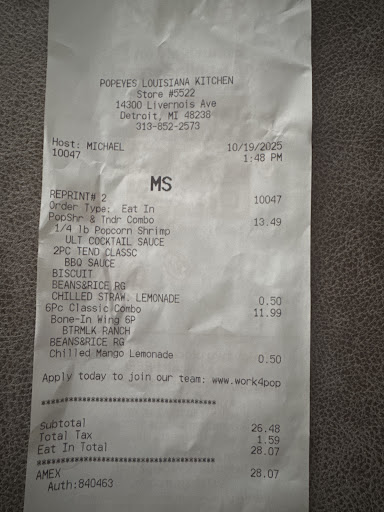 POPEYES LOUISIANA KITCHEN
Store #5522
14300 Livernois Ave
Detroit, MI 48238
313-852-2573
Host: MICHAEL 10/19/2025
10047 1:48 PM
MS
REPRINT# 2 10047
Order Type: Eat In
PopShr & Tndr Combo 13.49
1/4 lb Popcorn Shrimp
ULT COCKTAIL SAUCE
2PC TEND CLASSC
BBQ SAUCE
BISCUIT
BEANS&RICE RG
CHILLED STRAW. LEMONADE 0.50
6Pc Classic Combo 11.99
Bone-In Wing 6P
BTRMLK RANCH
BEANS&RICE RG
Chilled Mango Lemonade 0.50
Apply today to join our team: www.work4pop
****************************************
Subtotal 26.48
Total Tax 1.59
Eat In Total 28.07
****************************************
AMEX 28.07
Auth:840463